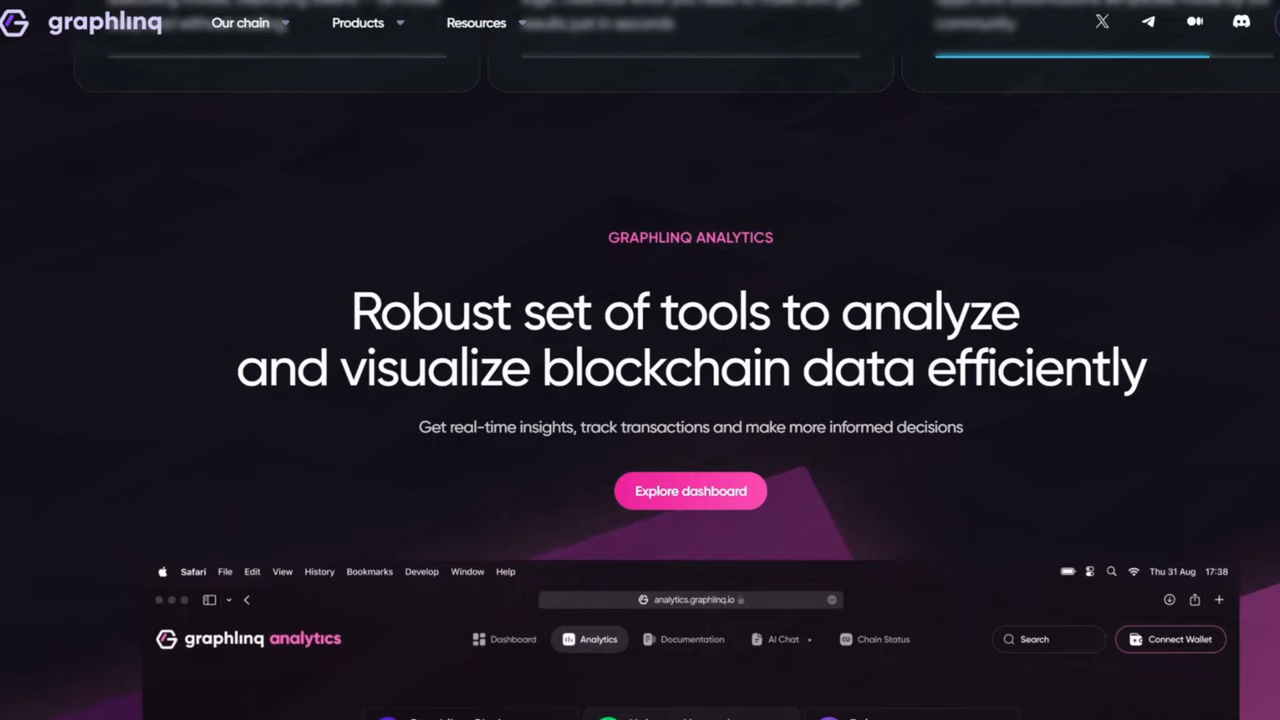 graphlinq Our chain Products Resources
GRAPHLINQ ANALYTICS
Robust set of tools to analyze
and visualize blockchain data efficiently
Get real-time insights, track transactions and make more informed decisions
Explore dashboard
Safari File Edit View History Bookmarks Develop Window Help Thu 31 Aug 17:38
analytics.graphlinq.io
graphlinq analytics Dashboard Analytics Documentation AI Chat Chain Status Search Connect Wallet